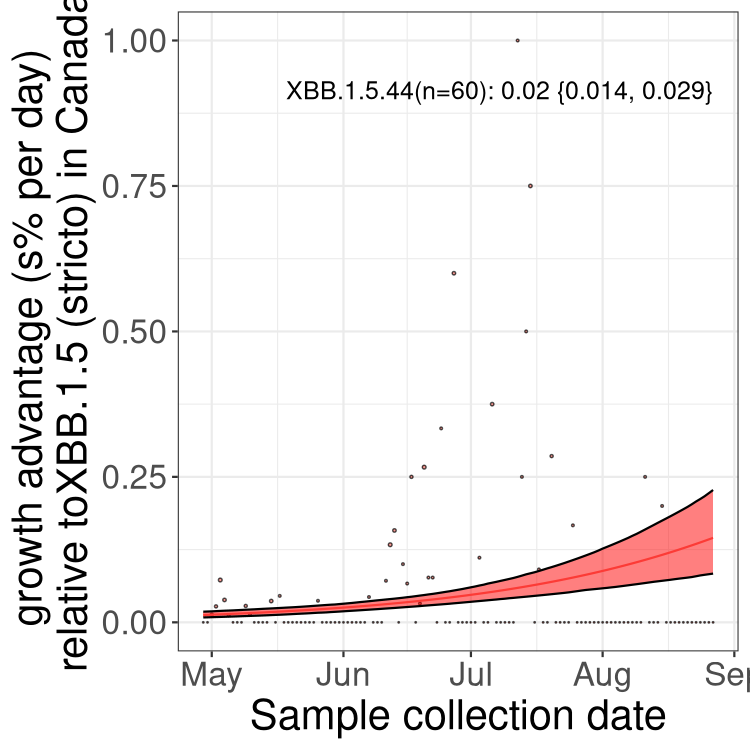 growth advantage (s% per day)
relative toXBB.1.5 (stricto) in Canada
1.00
0.75
0.50
0.25
0.00
XBB.1.5.44(n=60): 0.02 {0.014, 0.029}
May Jun Jul Aug Sep
Sample collection date